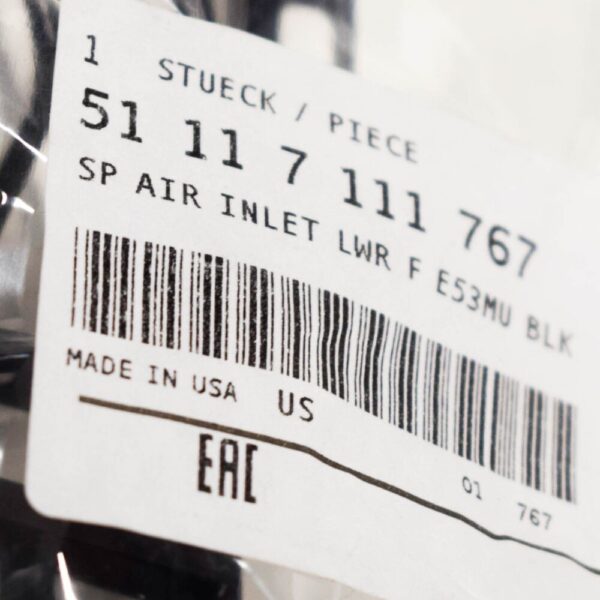 1 STUECK / PIECE
51 11 7 111 767
SP AIR INLET LWR F E53MU BLK
MADE IN USA US
01 767
EAC